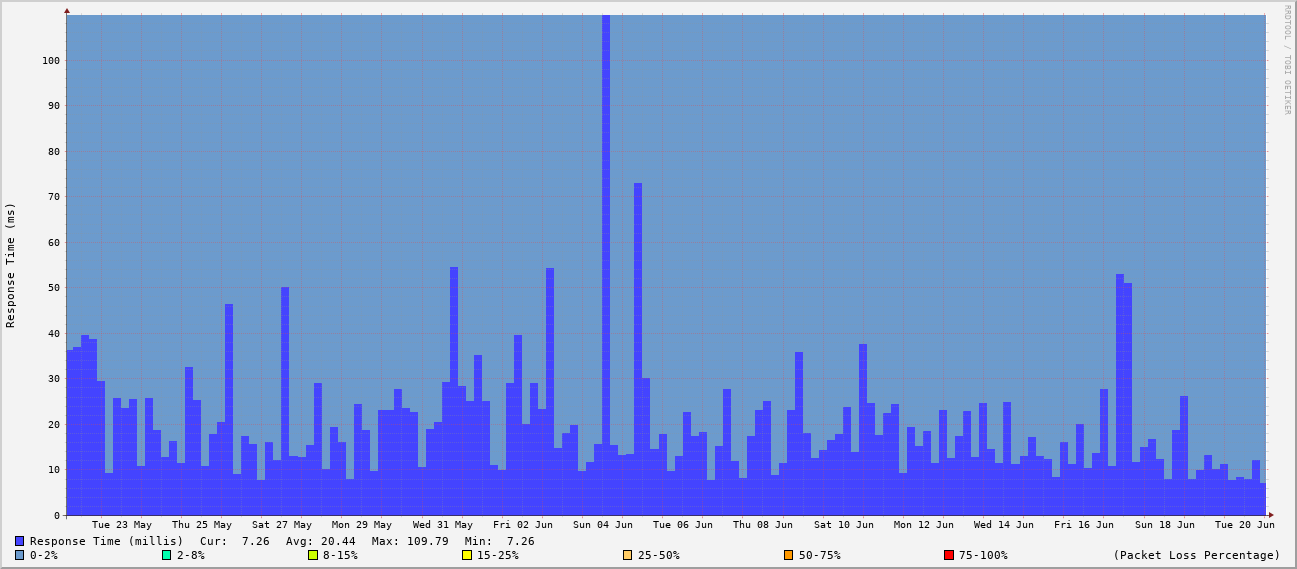 RRDTOOL / TOBI OETIKER
Response Time (ms)
100
90
80
70
60
50
40
30
20
10
0
Tue 23 May Thu 25 May Sat 27 May Mon 29 May Wed 31 May Fri 02 Jun Sun 04 Jun Tue 06 Jun Thu 08 Jun Sat 10 Jun Mon 12 Jun Wed 14 Jun Fri 16 Jun Sun 18 Jun Tue 20 Jun
Response Time (millis) Cur: 7.26 Avg: 20.44 Max: 109.79 Min: 7.26
0-2% 2-8% 8-15% 15-25% 25-50% 50-75% 75-100% (Packet Loss Percentage)